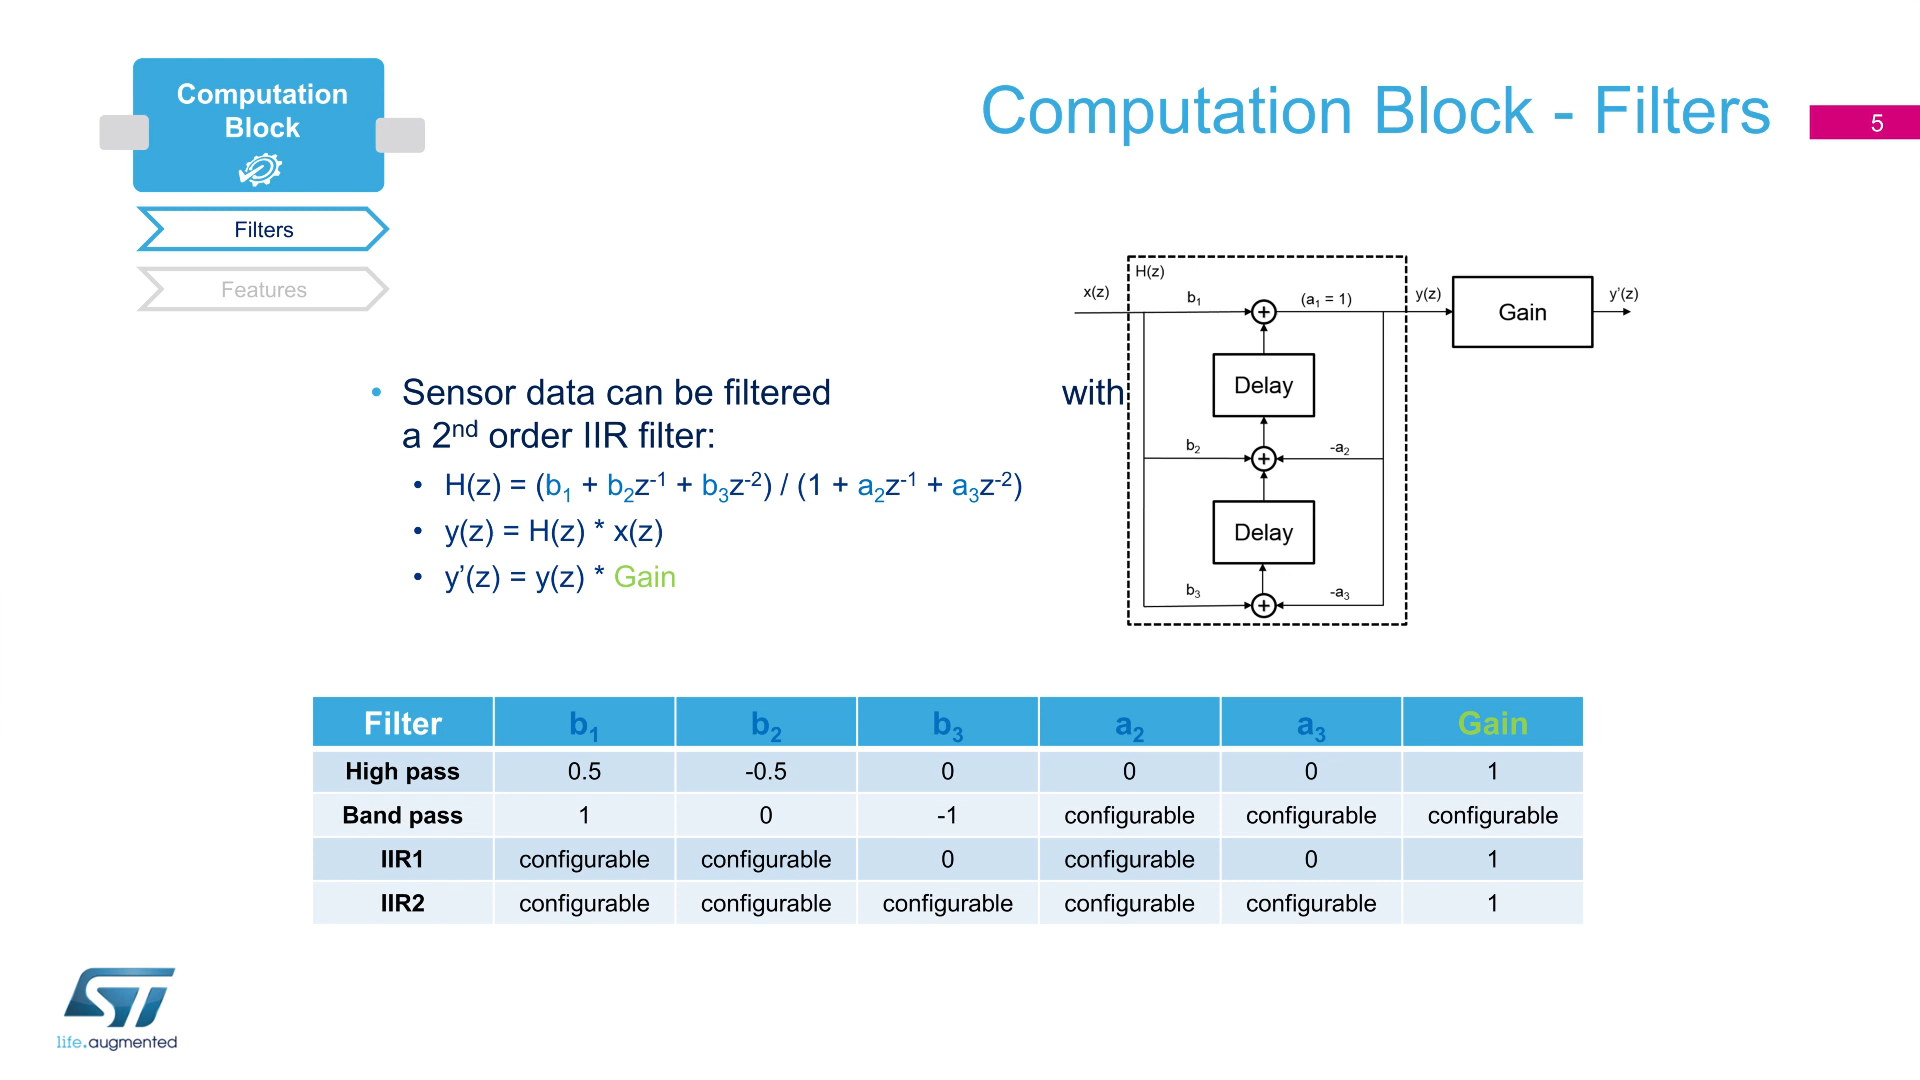 Computation
Block
Filters
Features
Computation Block - Filters
5
• Sensor data can be filtered with
a 2nd order IIR filter:
• H(z) = (b1 + b2z-1 + b3z-2) / (1 + a2z-1 + a3z-2)
• y(z) = H(z) * x(z)
• y’(z) = y(z) * Gain
H(z)
x(z) b1 (a1 = 1) y(z) Gain y’(z)
Delay
b2 -a2
Delay
b3 -a3
Filter b1 b2 b3 a2 a3 Gain
High pass 0.5 -0.5 0 0 0 1
Band pass 1 0 -1 configurable configurable configurable
IIR1 configurable configurable 0 configurable 0 1
IIR2 configurable configurable configurable configurable configurable 1
ST
life.augmented